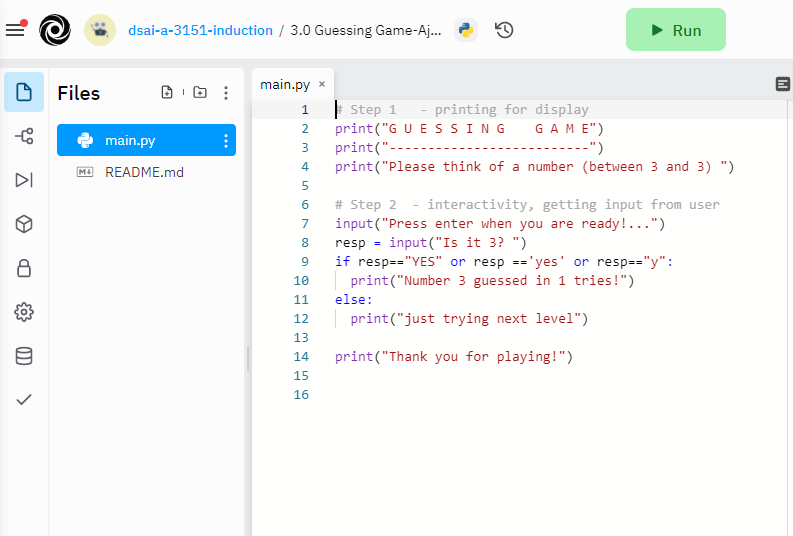 dsai-a-3151-induction / 3.0 Guessing Game-Aj...
Run
Files
main.py
README.md
main.py ×
1 # Step 1   - printing for display
2 print("G U E S S I N G    G A M E")
3 print("--------------------------")
4 print("Please think of a number (between 3 and 3) ")
5
6 # Step 2  - interactivity, getting input from user
7 input("Press enter when you are ready!...")
8 resp = input("Is it 3? ")
9 if resp=="YES" or resp =='yes' or resp=="y":
10   print("Number 3 guessed in 1 tries!")
11 else:
12   print("just trying next level")
13
14 print("Thank you for playing!")
15
16